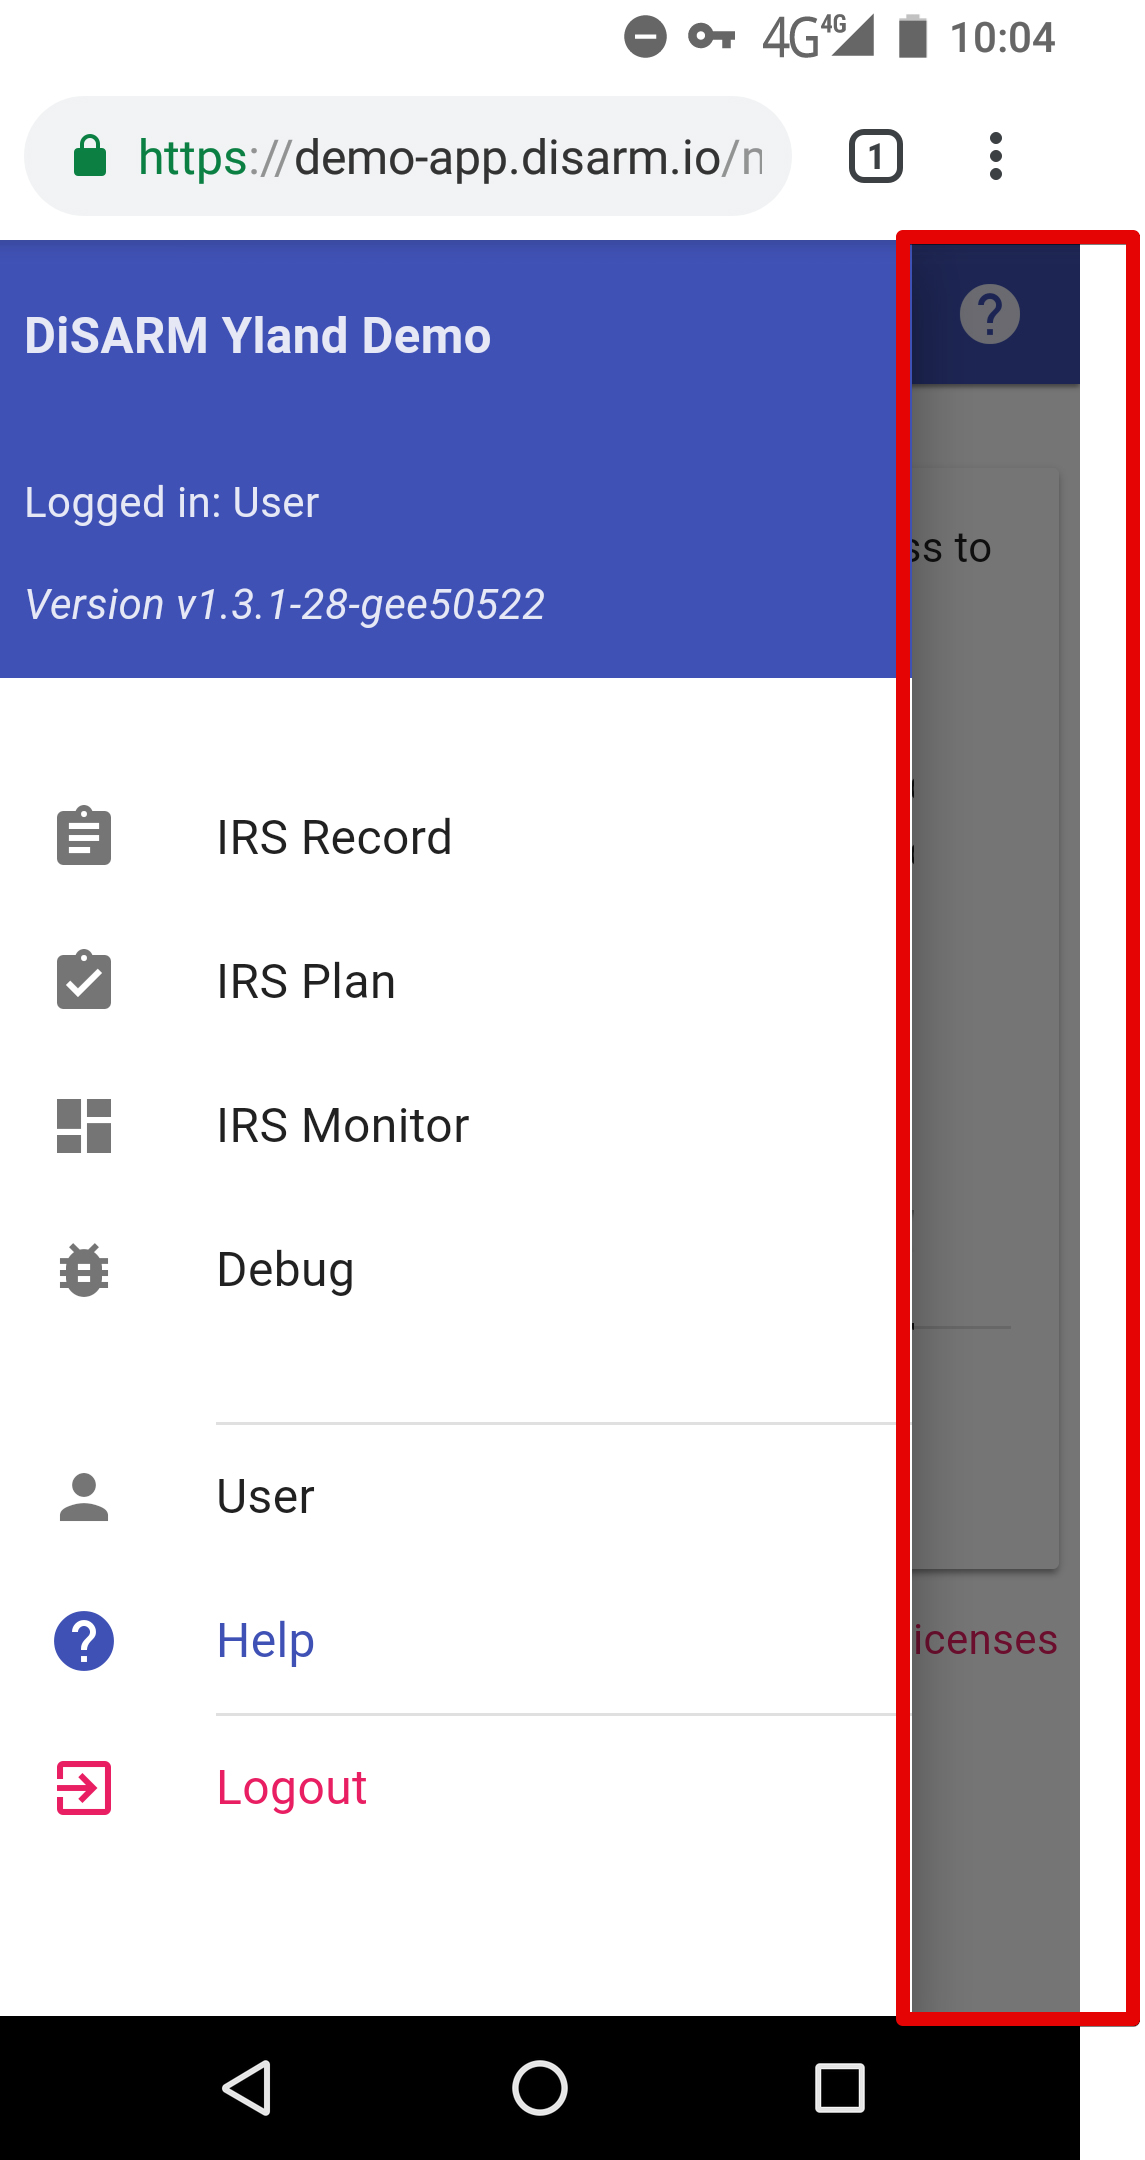 4G 4G 10:04
https://demo-app.disarm.io/
1
DiSARM Yland Demo
Logged in: User
ss to
Version v1.3.1-28-gee50522
IRS Record
IRS Plan
IRS Monitor
Debug
User
Help
icenses
Logout